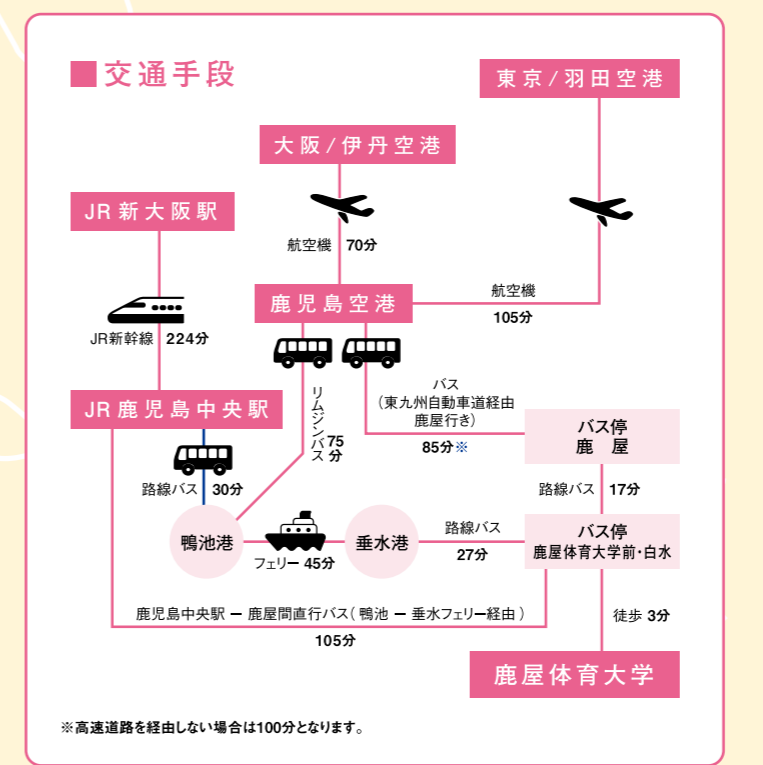 ■交通手段
東京/羽田空港
大阪/伊丹空港
JR新大阪駅
航空機 70分
鹿児島空港
航空機
105分
JR新幹線 224分
リムジンバス
75分
バス
(東九州自動車道経由
鹿屋行き)
85分※
JR鹿児島中央駅
バス停
鹿 屋
路線バス 30分
路線バス 17分
鴨池港
フェリー 45分
垂水港
路線バス
27分
バス停
鹿屋体育大学前・白水
鹿児島中央駅 ー 鹿屋間直行バス( 鴨池 ー 垂水フェリー経由 )
105分
徒歩 3分
鹿屋体育大学
※高速道路を経由しない場合は100分となります。